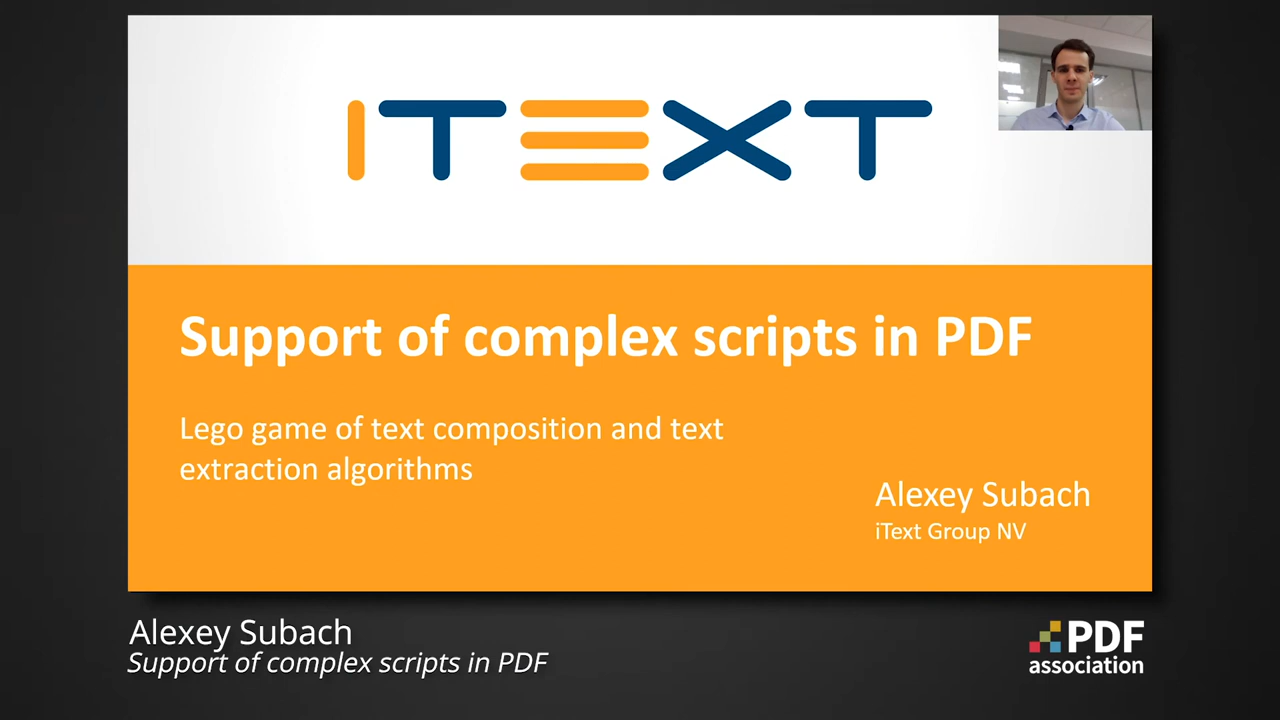 ITEXT
Support of complex scripts in PDF
Lego game of text composition and text
extraction algorithms
Alexey Subach
iText Group NV
Alexey Subach
Support of complex scripts in PDF
PDF
association